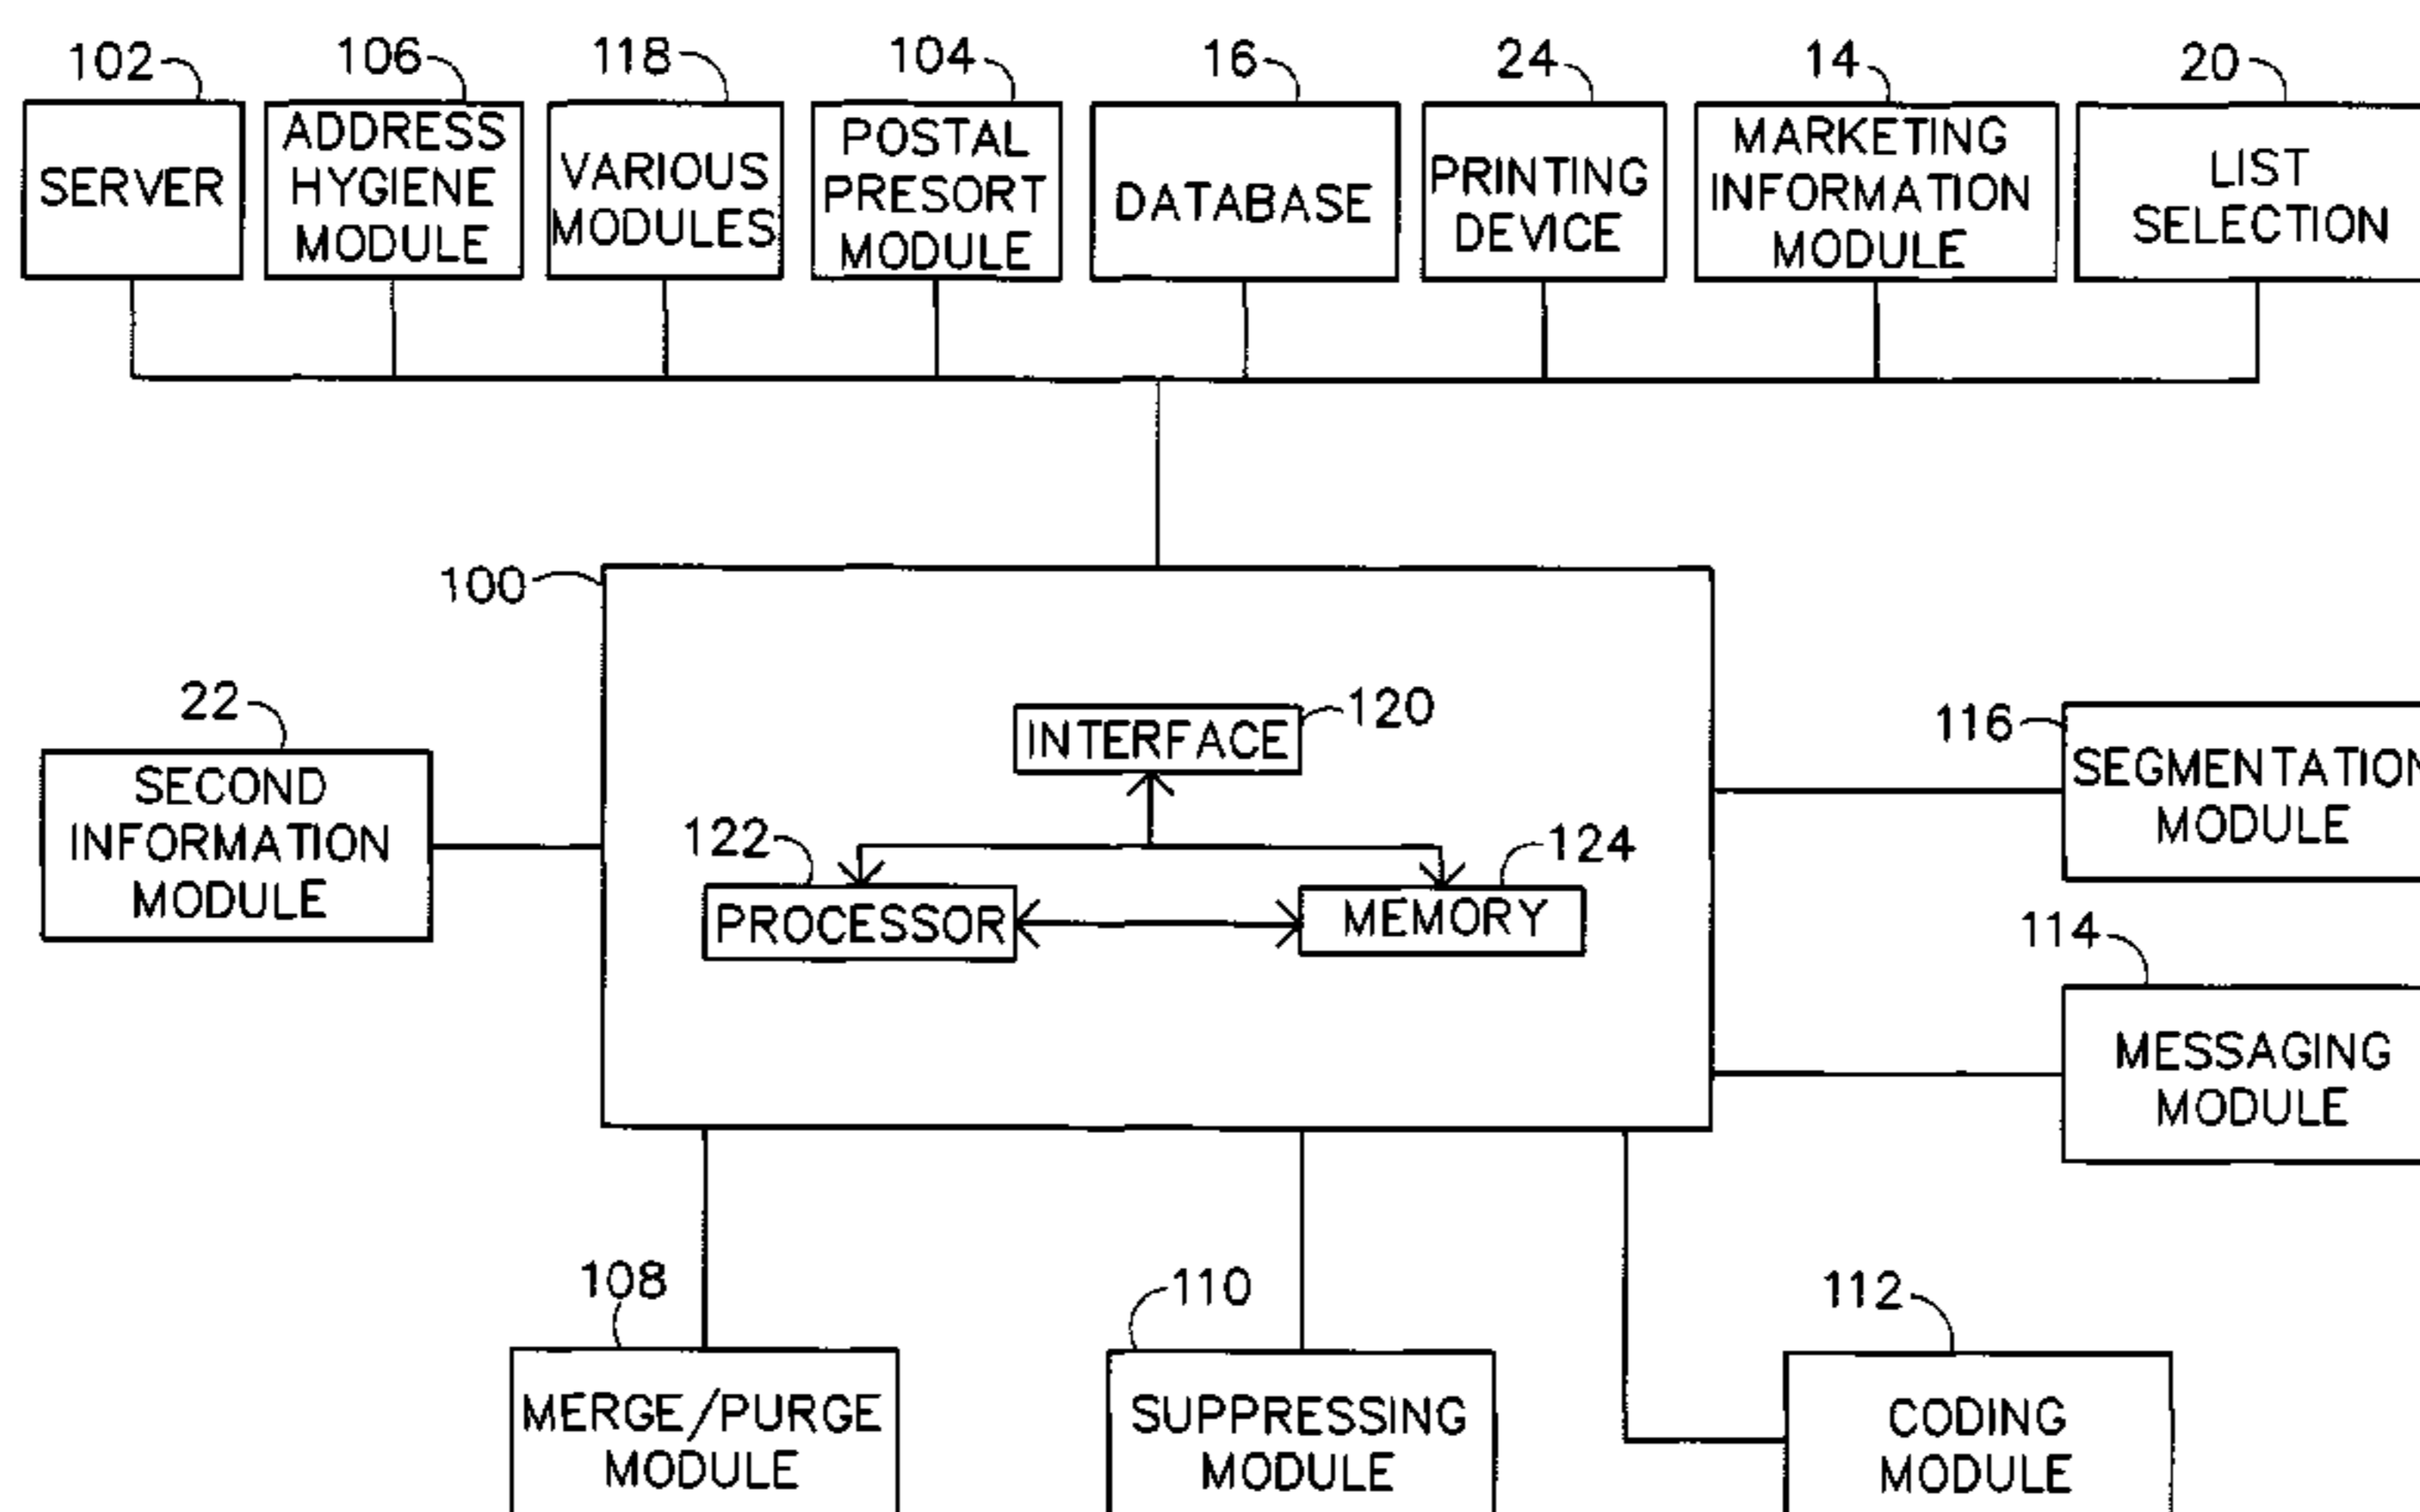 102
106
118
104
16
24
14
20
SERVER
ADDRESS
HYGIENE
MODULE
VARIOUS
MODULES
POSTAL
PRESORT
MODULE
DATABASE
PRINTING
DEVICE
MARKETING
INFORMATION
MODULE
LIST
SELECTION
100
22
SECOND
INFORMATION
MODULE
INTERFACE
120
122
PROCESSOR
124
MEMORY
116
SEGMENTATION
MODULE
114
MESSAGING
MODULE
108
MERGE/PURGE
MODULE
110
SUPPRESSING
MODULE
112
CODING
MODULE